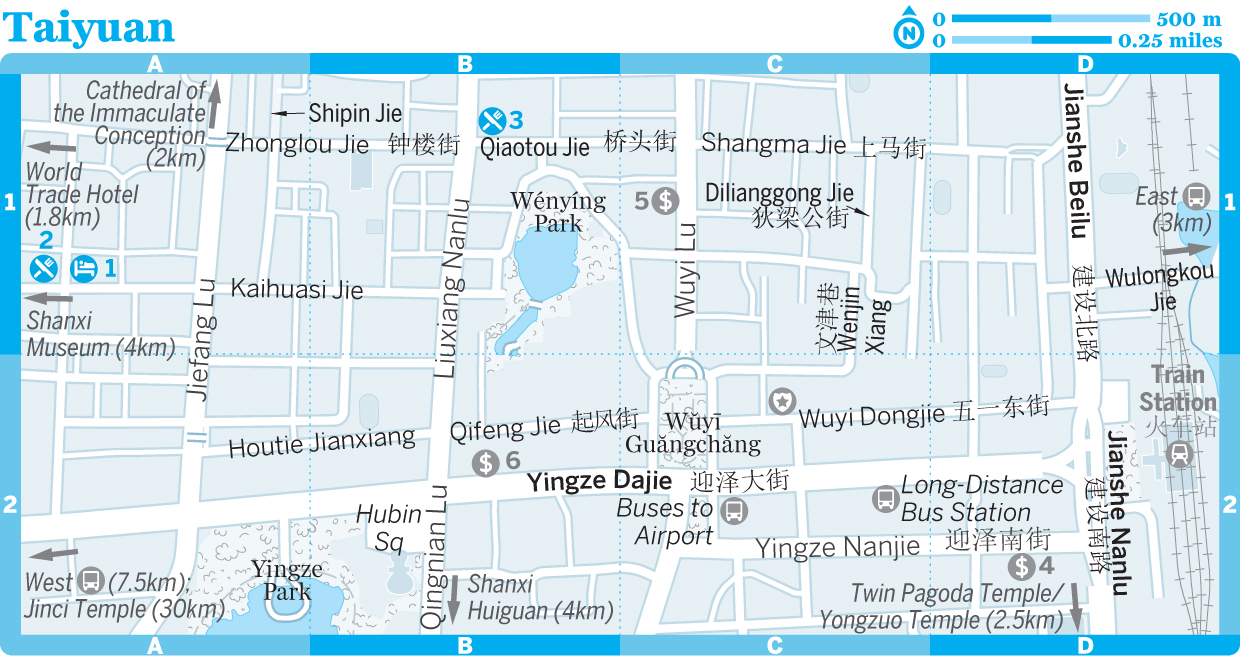 Taiyuan
N
0 500 m
0 0.25 miles
A B C D
Cathedral of
the Immaculate
Conception
(2km)
Shipin Jie
3
Zhonglou Jie 钟楼街
Qiaotou Jie 桥头街
Shangma Jie 上马街
Jianshe Beilu
建设北路
World
Trade Hotel
(1.8km)
1
1
Wényíng
Park
5 $
Dilianggong Jie
狄梁公街
East
(3km)
2
1
Kaihuasi Jie
Jiefang Lu
Liuxiang Nanlu
Wuyi Lu
文津巷
Wenjin
Xiang
Wulongkou
Jie
Shanxi
Museum (4km)
Train
Station
火车站
Houtie Jianxiang
Qifeng Jie 起风街
Wǔyī
Guǎngchǎng
Wuyi Dongjie 五一东街
$ 6
Yingze Dajie 迎泽大街
Jianshe Nanlu
建设南路
2
2
Hubin
Sq
Qingnian Lu
Buses to
Airport
Long-Distance
Bus Station
Yingze Nanjie 迎泽南街
$ 4
West (7.5km);
Jinci Temple (30km)
Yingze
Park
Shanxi
Huiguan (4km)
Twin Pagoda Temple/
Yongzuo Temple (2.5km)
A B C D